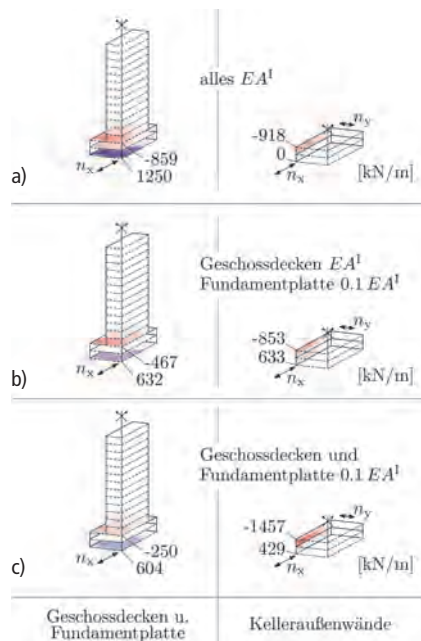 alles EA^I
n_y
-918
0
n_x
-859
n_x
1250
[kN/m]
a)
Geschossdecken EA^I
Fundamentplatte 0.1 EA^I
n_y
-853
633
-467
n_x
632
n_x
[kN/m]
b)
Geschossdecken und
Fundamentplatte 0.1 EA^I
n_y
-1457
429
-250
n_x
604
n_x
[kN/m]
c)
Geschossdecken u.
Fundamentplatte
Kelleraußenwände